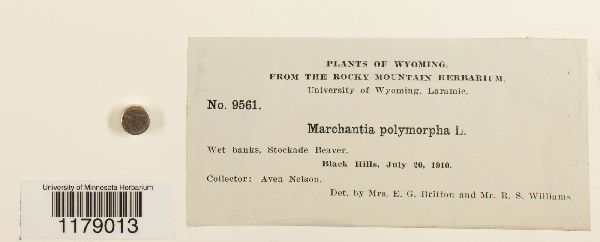 PLANTS OF WYOMING,
FROM THE ROCKY MOUNTAIN HERBARIUM.
University of Wyoming, Laramie.
No. 9561.
Marchantia polymorpha L.
Wet banks, Stockade Beaver.
Black Hills, July 20, 1910.
Collector: Aven Nelson.
Det. by Mrs. E. G. Britton and Mr. R. S. Williams
University of Minnesota Herbarium
1179013